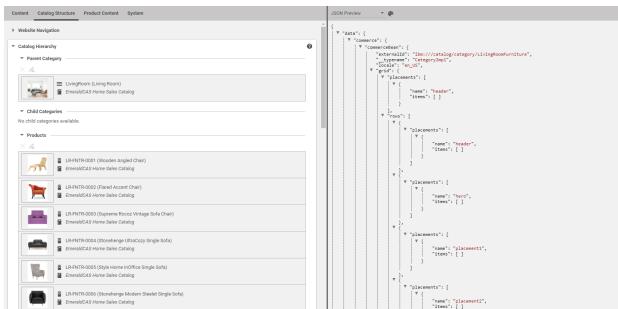 Content Catalog Structure Product Content System
Website Navigation
Catalog Hierarchy
Parent Category
LivingRoom (Living Room)
EmeraldCAS Home Sales Catalog
Child Categories
No child categories available.
Products
LR-FNTR-0001 (Wooden Angled Chair)
EmeraldCAS Home Sales Catalog
LR-FNTR-0002 (Flared Accent Chair)
EmeraldCAS Home Sales Catalog
LR-FNTR-0003 (Supreme Rocoz Vintage Sofa Chair)
EmeraldCAS Home Sales Catalog
LR-FNTR-0004 (Stonehenge UltraCozy Single Sofa)
EmeraldCAS Home Sales Catalog
LR-FNTR-0005 (Style Home InOffice Single Sofa)
EmeraldCAS Home Sales Catalog
LR-FNTR-0006 (Stonehenge Modern Steelet Single Sofa)
EmeraldCAS Home Sales Catalog
JSON Preview
{
"data": {
"commerce": {
"commerceBean": {
"externalId": "ibm:///catalog/category/LivingRoomFurniture",
"__typename": "CategoryImpl",
"locale": "en_US",
"grid": {
"placements": [
{
"name": "header",
"items": [ ]
}
],
"rows": [
{
"placements": [
{
"name": "header",
"items": [ ]
}
]
},
{
"placements": [
{
"name": "hero",
"items": [ ]
}
]
},
{
"placements": [
{
"name": "placement1",
"items": [ ]
}
]
},
{
"placements": [
{
"name": "placement2",
"items": [ ]